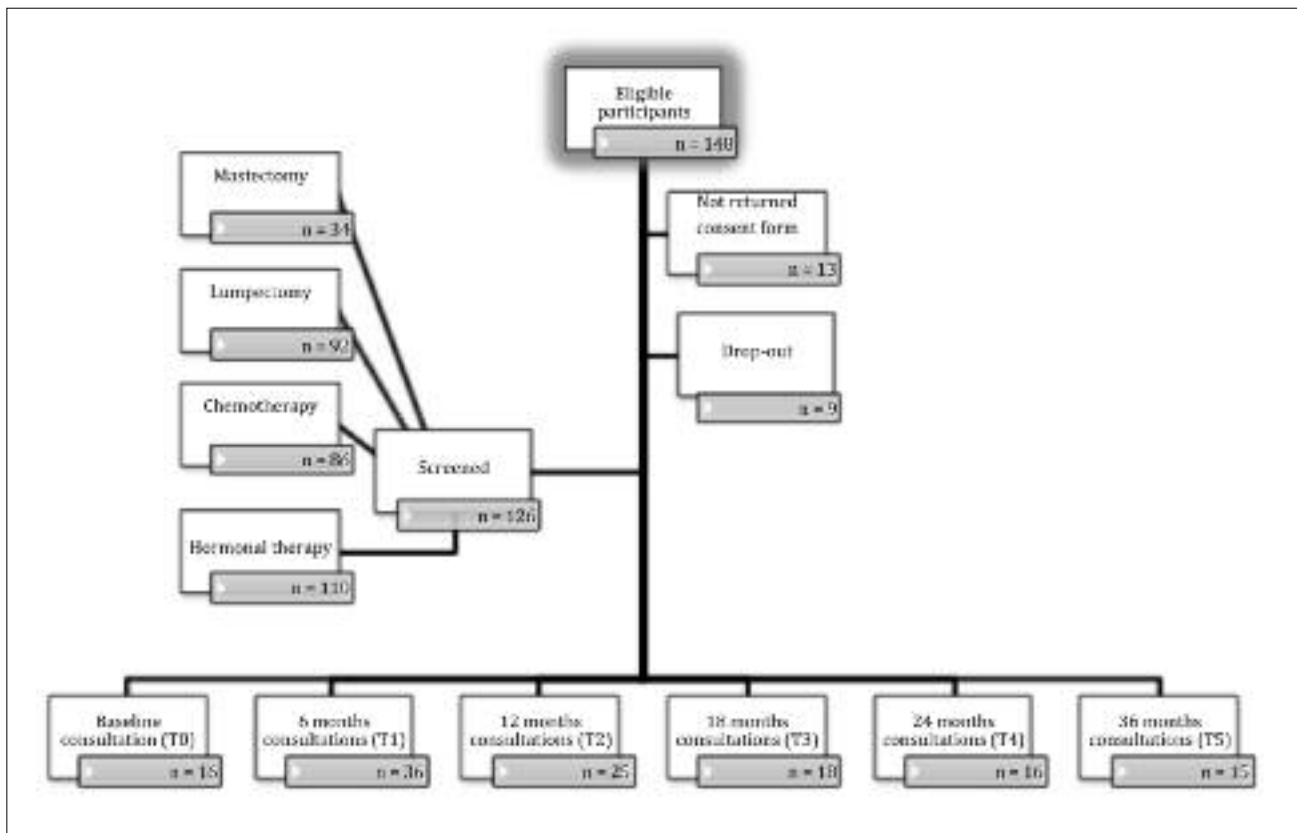 Eligible
participants
n = 148
Mastectomy
n = 34
Not returned
consent form
n = 13
Lumpectomy
n = 92
Drop-out
n = 9
Chemotherapy
n = 86
Screened
n = 126
Hormonal therapy
n = 110
Baseline
consultation (T0)
n = 16
6 months
consultations (T1)
n = 36
12 months
consultations (T2)
n = 25
18 months
consultations (T3)
n = 18
24 months
consultations (T4)
n = 16
36 months
consultations (T5)
n = 15